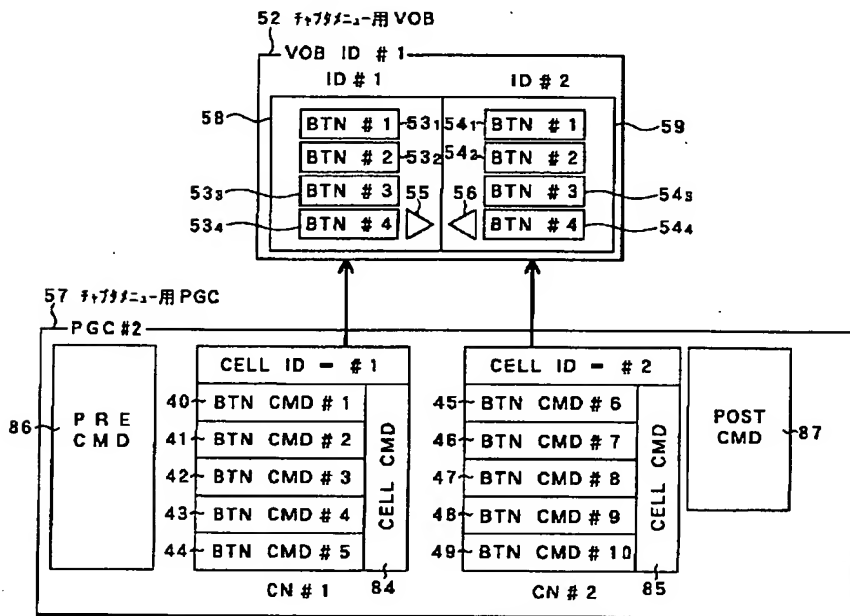 52 チャプタメニュー用VOB
VOB ID #1
ID#1 ID#2
58 BTN #1 53₁ 54₁ BTN #1 59
BTN #2 53₂ 54₂ BTN #2
53₃ BTN #3 55 56 BTN #3 54₃
53₄ BTN #4 BTN #4 54₄
57 チャプタメニュー用PGC
PGC #2
CELL ID - #1 CELL ID - #2
86 PRE CMD
40 BTN CMD #1
41 BTN CMD #2
42 BTN CMD #3
43 BTN CMD #4
44 BTN CMD #5
CELL CMD
CN #1 84
45 BTN CMD #6
46 BTN CMD #7
47 BTN CMD #8
48 BTN CMD #9
49 BTN CMD #10
CELL CMD
CN #2 85
POST CMD 87